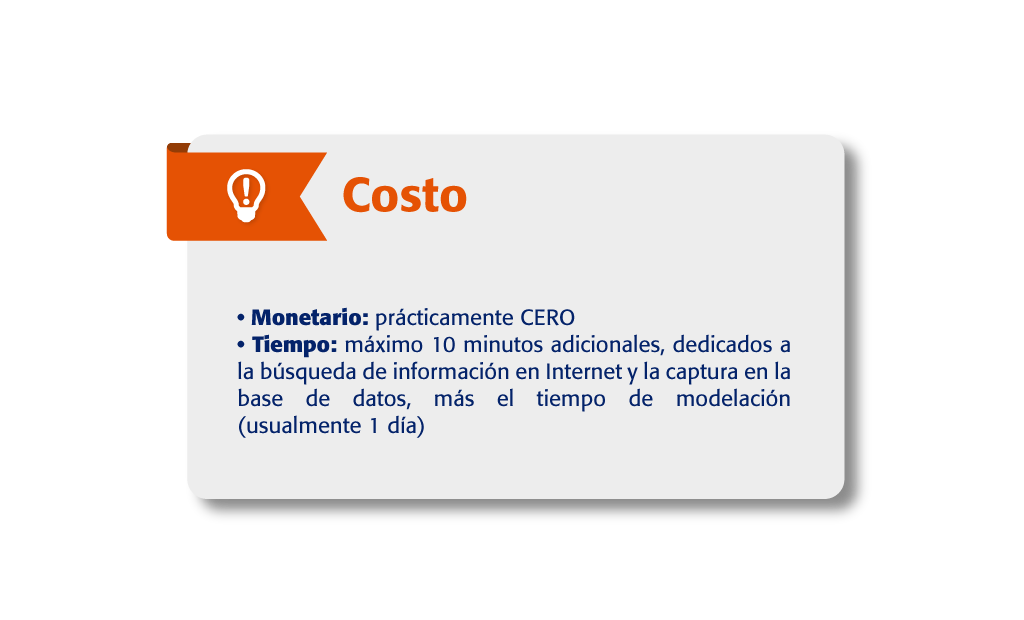 Costo
• Monetario: prácticamente CERO
• Tiempo: máximo 10 minutos adicionales, dedicados a
la búsqueda de información en Internet y la captura en la
base de datos, más el tiempo de modelación
(usualmente 1 día)